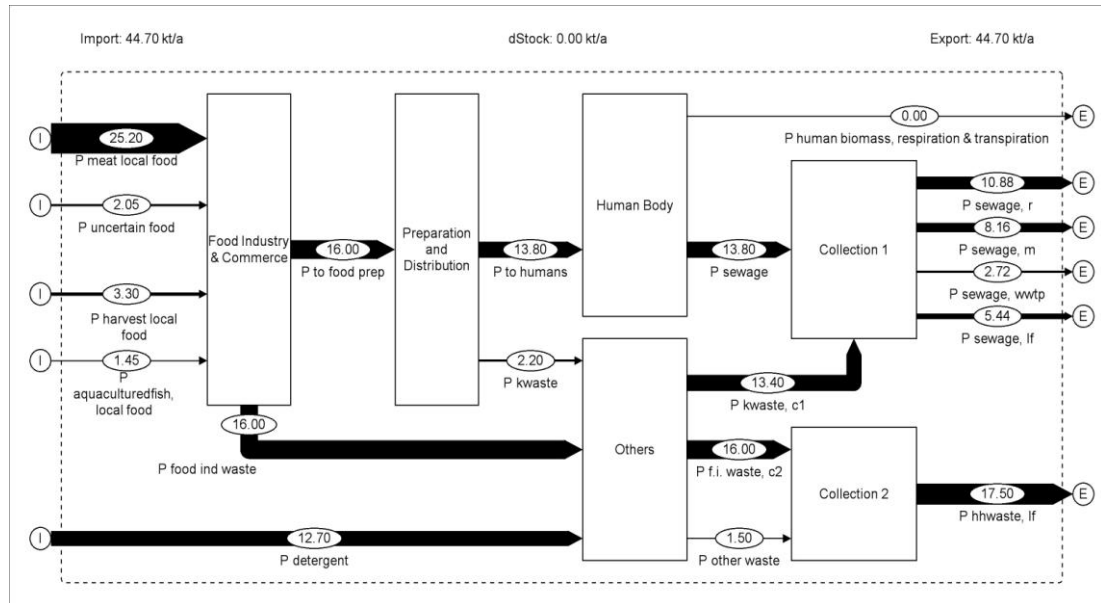 Import: 44.70 kt/a
dStock: 0.00 kt/a
Export: 44.70 kt/a
I
25.20
P meat local food
I
2.05
P uncertain food
I
3.30
P harvest local
food
I
1.45
P
aquaculturedfish,
local food
Food Industry
& Commerce
16.00
P to food prep
16.00
P food ind waste
I
12.70
P detergent
Preparation
and
Distribution
13.80
P to humans
2.20
P kwaste
Human Body
0.00
E
P human biomass, respiration & transpiration
13.80
P sewage
Others
13.40
P kwaste, c1
16.00
P f.i. waste, c2
1.50
P other waste
Collection 1
10.88
E
P sewage, r
8.16
E
P sewage, m
2.72
E
P sewage, wwtp
5.44
E
P sewage, lf
Collection 2
17.50
E
P hhwaste, lf